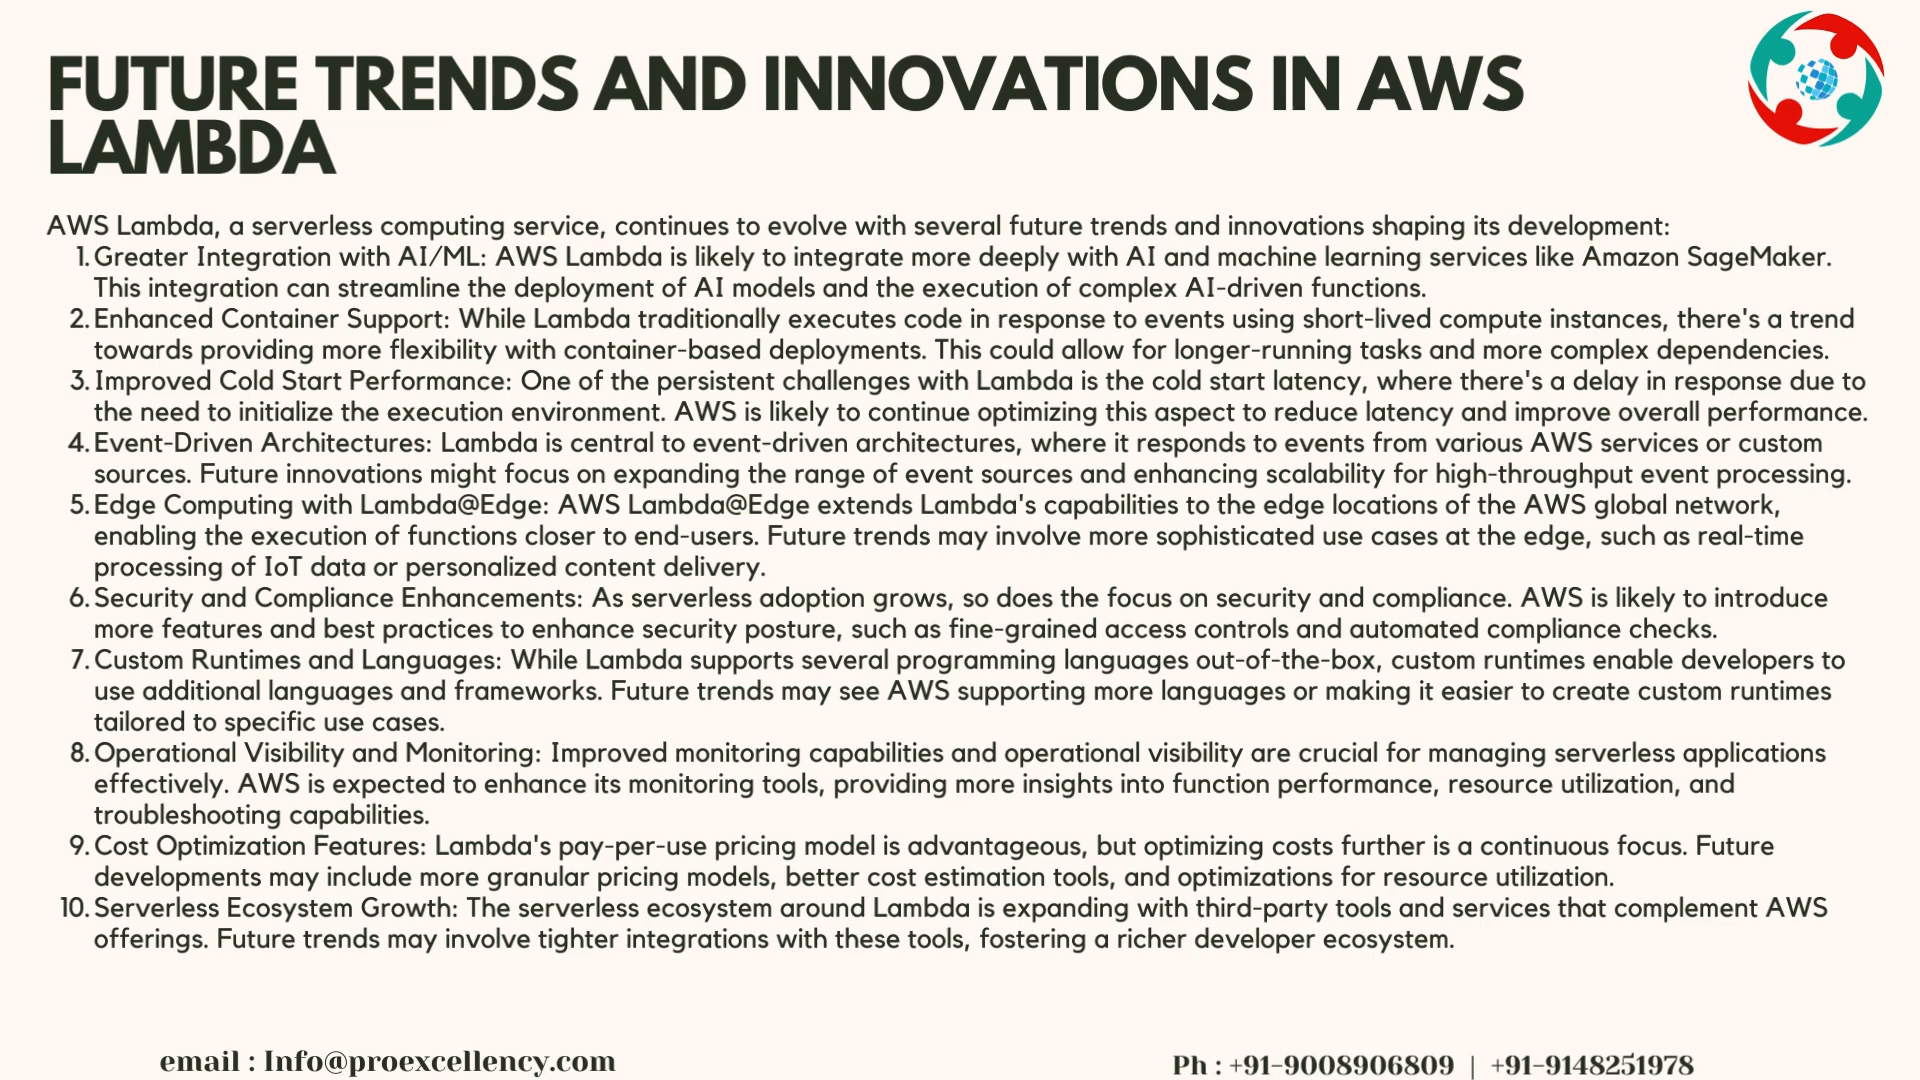 FUTURE TRENDS AND INNOVATIONS IN AWS
LAMBDA
AWS Lambda, a serverless computing service, continues to evolve with several future trends and innovations shaping its development:
1. Greater Integration with AI/ML: AWS Lambda is likely to integrate more deeply with AI and machine learning services like Amazon SageMaker.
This integration can streamline the deployment of AI models and the execution of complex AI-driven functions.
2. Enhanced Container Support: While Lambda traditionally executes code in response to events using short-lived compute instances, there's a trend
towards providing more flexibility with container-based deployments. This could allow for longer-running tasks and more complex dependencies.
3. Improved Cold Start Performance: One of the persistent challenges with Lambda is the cold start latency, where there's a delay in response due to
the need to initialize the execution environment. AWS is likely to continue optimizing this aspect to reduce latency and improve overall performance.
4. Event-Driven Architectures: Lambda is central to event-driven architectures, where it responds to events from various AWS services or custom
sources. Future innovations might focus on expanding the range of event sources and enhancing scalability for high-throughput event processing.
5. Edge Computing with Lambda@Edge: AWS Lambda@Edge extends Lambda's capabilities to the edge locations of the AWS global network,
enabling the execution of functions closer to end-users. Future trends may involve more sophisticated use cases at the edge, such as real-time
processing of IoT data or personalized content delivery.
6. Security and Compliance Enhancements: As serverless adoption grows, so does the focus on security and compliance. AWS is likely to introduce
more features and best practices to enhance security posture, such as fine-grained access controls and automated compliance checks.
7. Custom Runtimes and Languages: While Lambda supports several programming languages out-of-the-box, custom runtimes enable developers to
use additional languages and frameworks. Future trends may see AWS supporting more languages or making it easier to create custom runtimes
tailored to specific use cases.
8. Operational Visibility and Monitoring: Improved monitoring capabilities and operational visibility are crucial for managing serverless applications
effectively. AWS is expected to enhance its monitoring tools, providing more insights into function performance, resource utilization, and
troubleshooting capabilities.
9. Cost Optimization Features: Lambda's pay-per-use pricing model is advantageous, but optimizing costs further is a continuous focus. Future
developments may include more granular pricing models, better cost estimation tools, and optimizations for resource utilization.
10. Serverless Ecosystem Growth: The serverless ecosystem around Lambda is expanding with third-party tools and services that complement AWS
offerings. Future trends may involve tighter integrations with these tools, fostering a richer developer ecosystem.
email : Info@proexcellency.com
Ph : +91-9008906809 | +91-9148251978